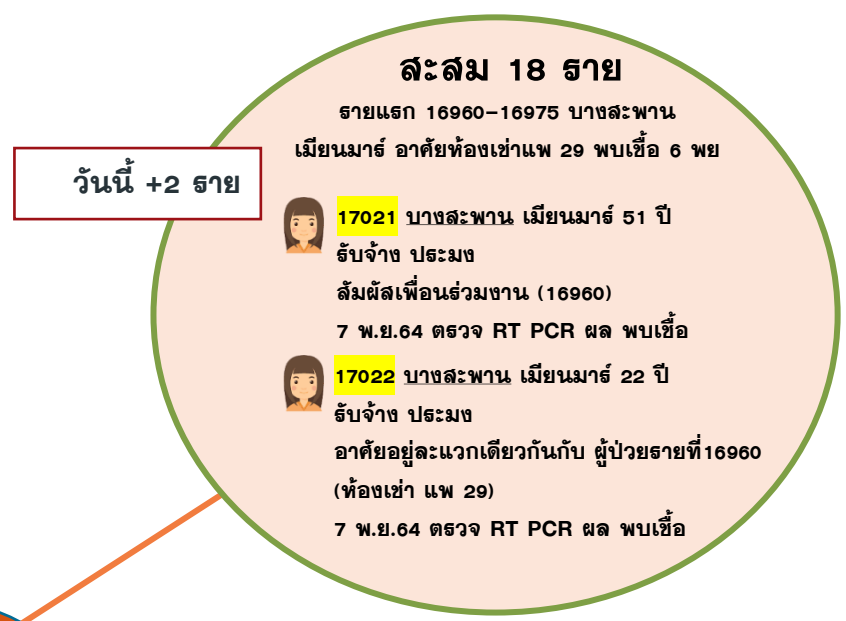 สะสม 18 ราย
รายแรก 16960-16975 บางสะพาน
เมียนมาร์ อาศัยห้องเช่าแพ 29 พบเชื้อ 6 พย
วันนี้ +2 ราย
17021 บางสะพาน เมียนมาร์ 51 ปี
รับจ้าง ประมง
สัมผัสเพื่อนร่วมงาน (16960)
7 พ.ย.64 ตรวจ RT PCR ผล พบเชื้อ
17022 บางสะพาน เมียนมาร์ 22 ปี
รับจ้าง ประมง
อาศัยอยู่ละแวกเดียวกันกับ ผู้ป่วยรายที่16960
(ห้องเช่า แพ 29)
7 พ.ย.64 ตรวจ RT PCR ผล พบเชื้อ